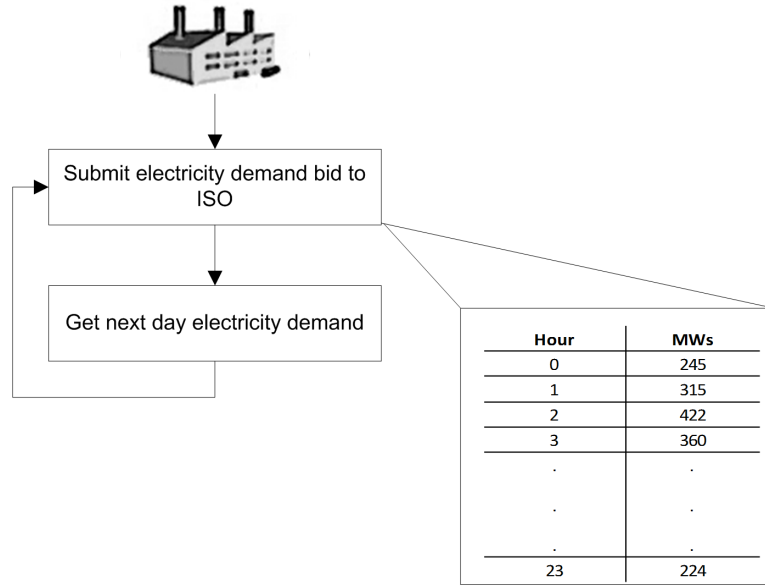 Submit electricity demand bid to
ISO
Get next day electricity demand
Hour MWs
0 245
1 315
2 422
3 360
. .
. .
. .
23 224